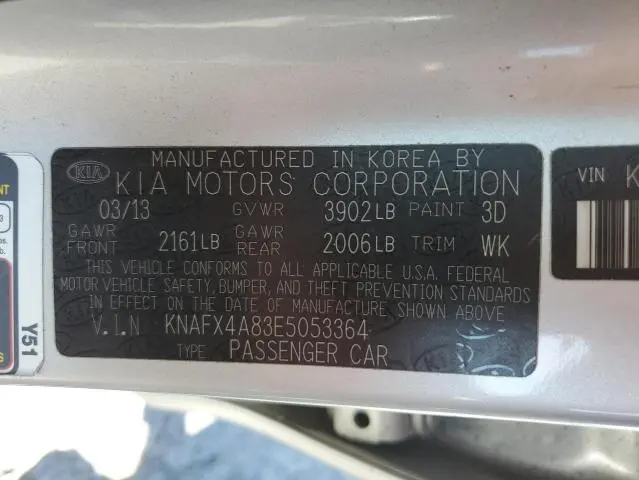 MANUFACTURED IN KOREA BY
KIA KIA MOTORS CORPORATION
03/13 GVWR 3902LB PAINT 3D
GAWR FRONT 2161LB GAWR REAR 2006LB TRIM WK
THIS VEHICLE CONFORMS TO ALL APPLICABLE U.S.A. FEDERAL
MOTOR VEHICLE SAFETY, BUMPER, AND THEFT PREVENTION STANDARDS
IN EFFECT ON THE DATE OF MANUFACTURE SHOWN ABOVE.
V.I.N KNAFX4A83E5053364
TYPE PASSENGER CAR
Y51
VIN K